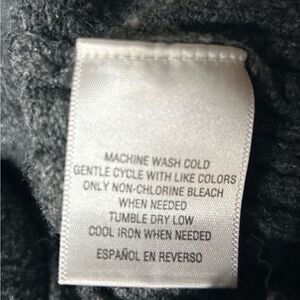 MACHINE WASH COLD
GENTLE CYCLE WITH LIKE COLORS
ONLY NON-CHLORINE BLEACH
WHEN NEEDED
TUMBLE DRY LOW
COOL IRON WHEN NEEDED
ESPAÑOL EN REVERSO